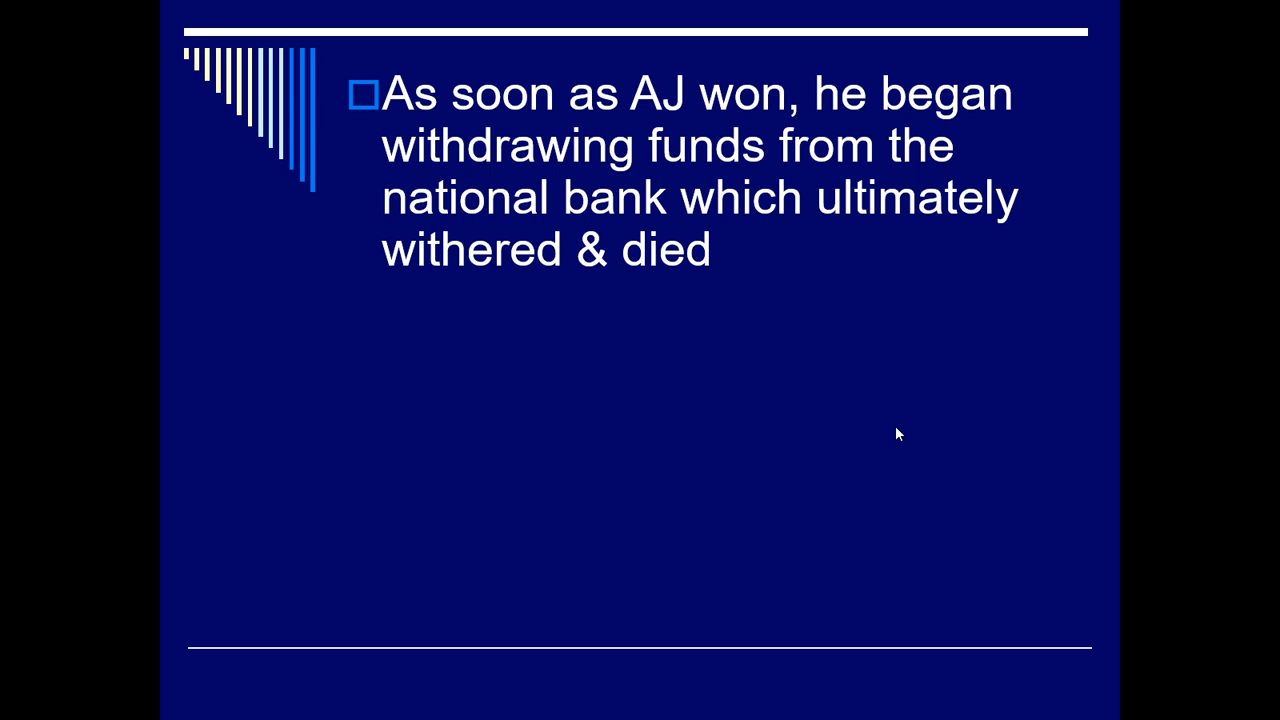 As soon as AJ won, he began
withdrawing funds from the
national bank which ultimately
withered & died